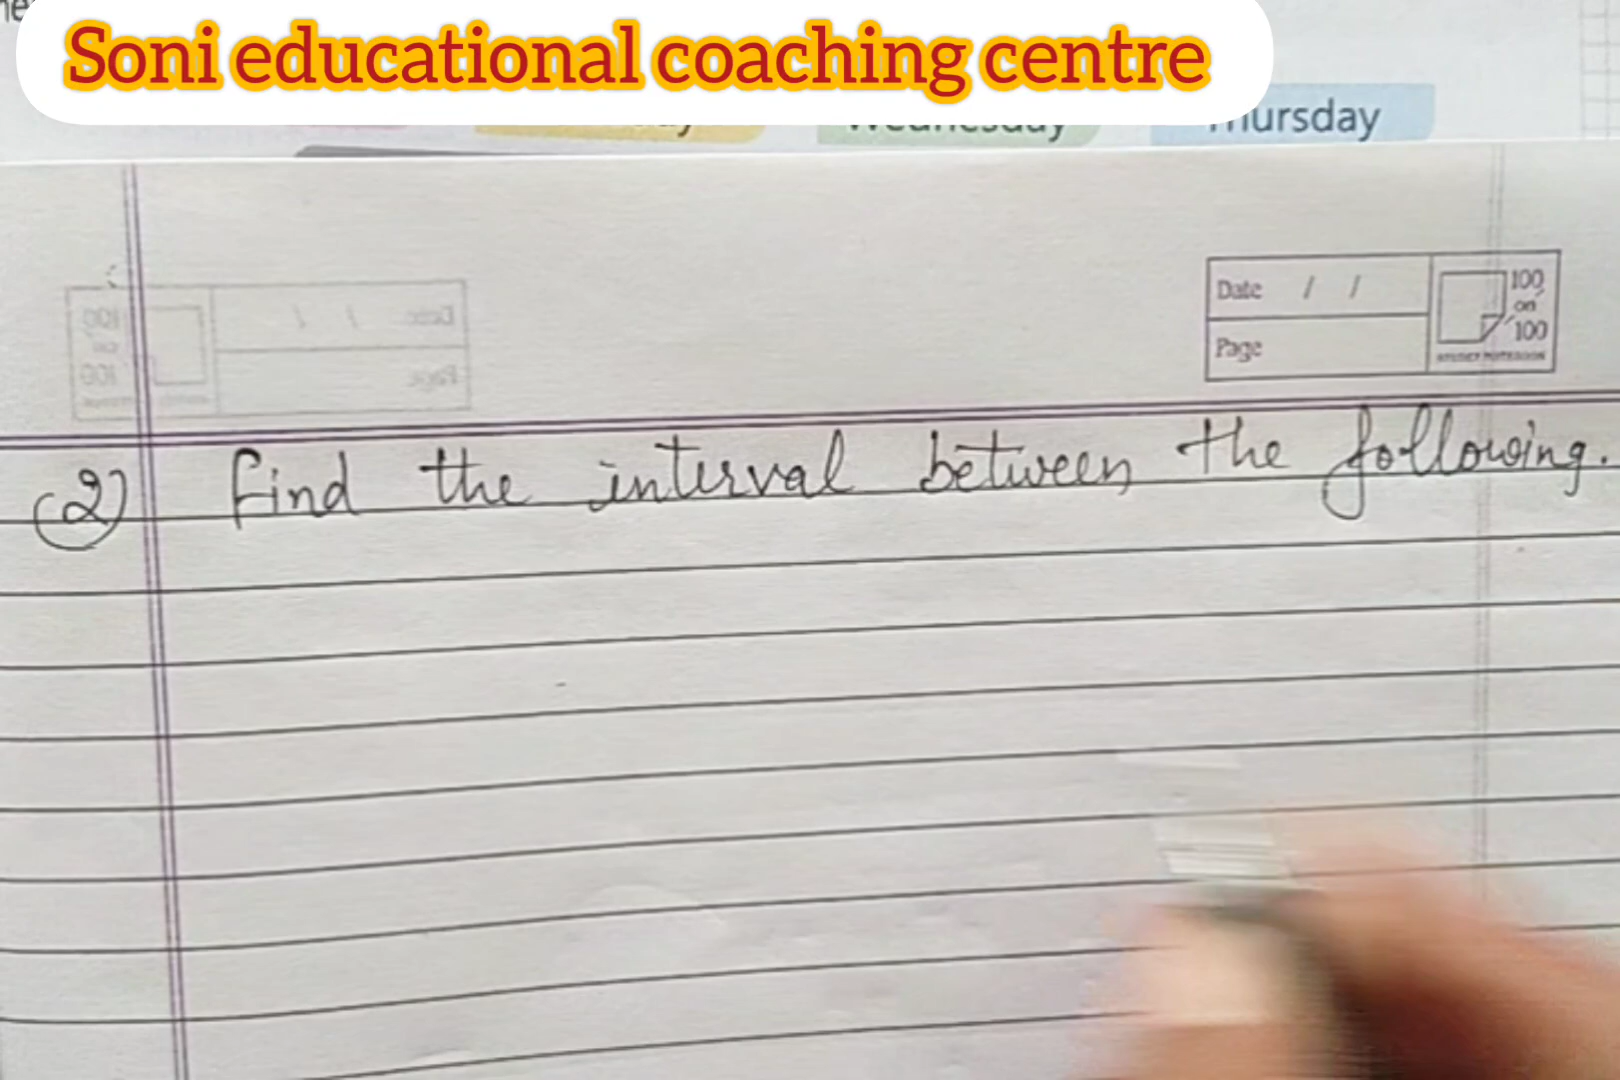 Soni educational coaching centre
Thursday
Date / /
Page
100
on
100
(2) Find the interval between the following.